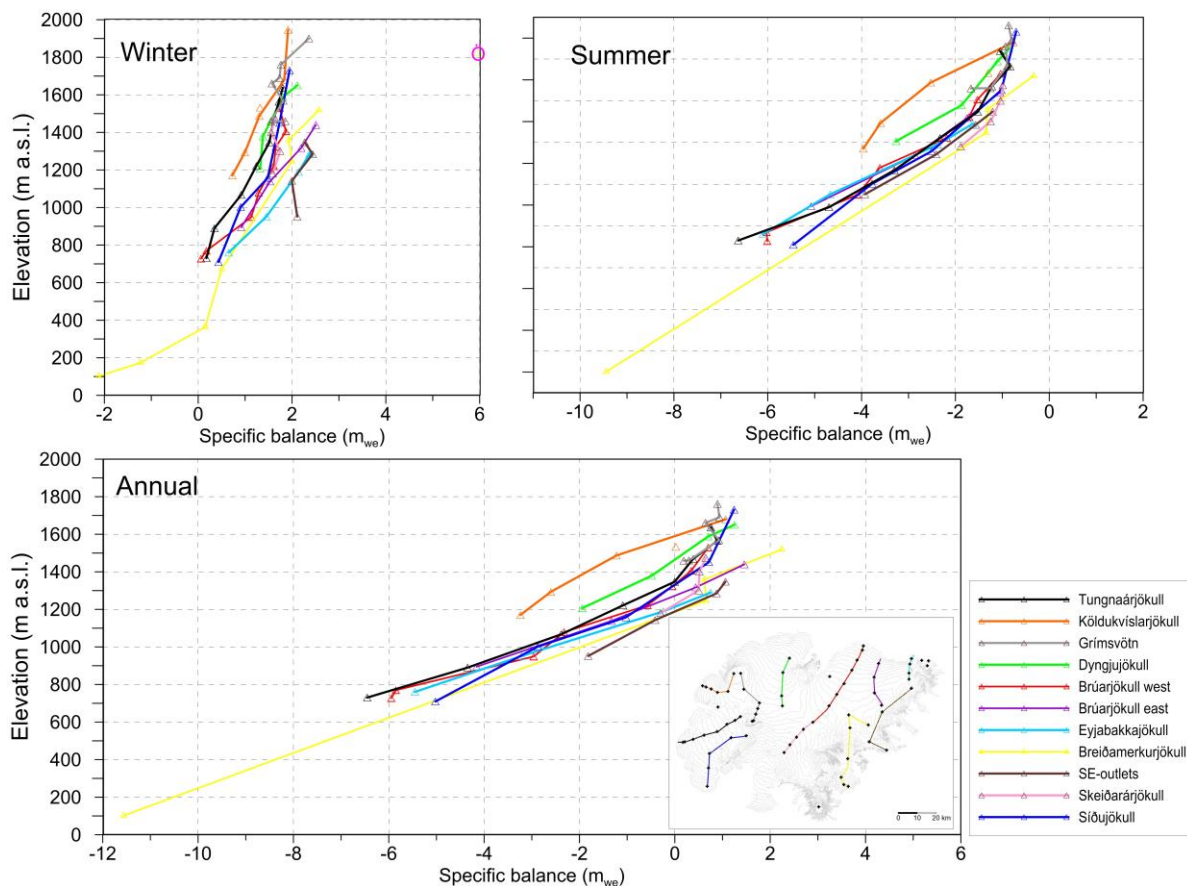 Winter
Summer
2000
1800
1600
1400
1200
1000
800
600
400
200
0
Elevation (m a.s.l.)
-2 0 2 4 6
Specific balance (mwe)
-10 -8 -6 -4 -2 0 2
Specific balance (mwe)
Annual
2000
1800
1600
1400
1200
1000
800
600
400
200
0
Elevation (m a.s.l.)
-12 -10 -8 -6 -4 -2 0 2 4 6
Specific balance (mwe)
0 10 20 km
Tungnaárjökull
Köldukvíslarjökull
Grímsvötn
Dyngjujökull
Brúarjökull west
Brúarjökull east
Eyjabakkajökull
Breiðamerkurjökull
SE-outlets
Skeiðarárjökull
Síðujökull